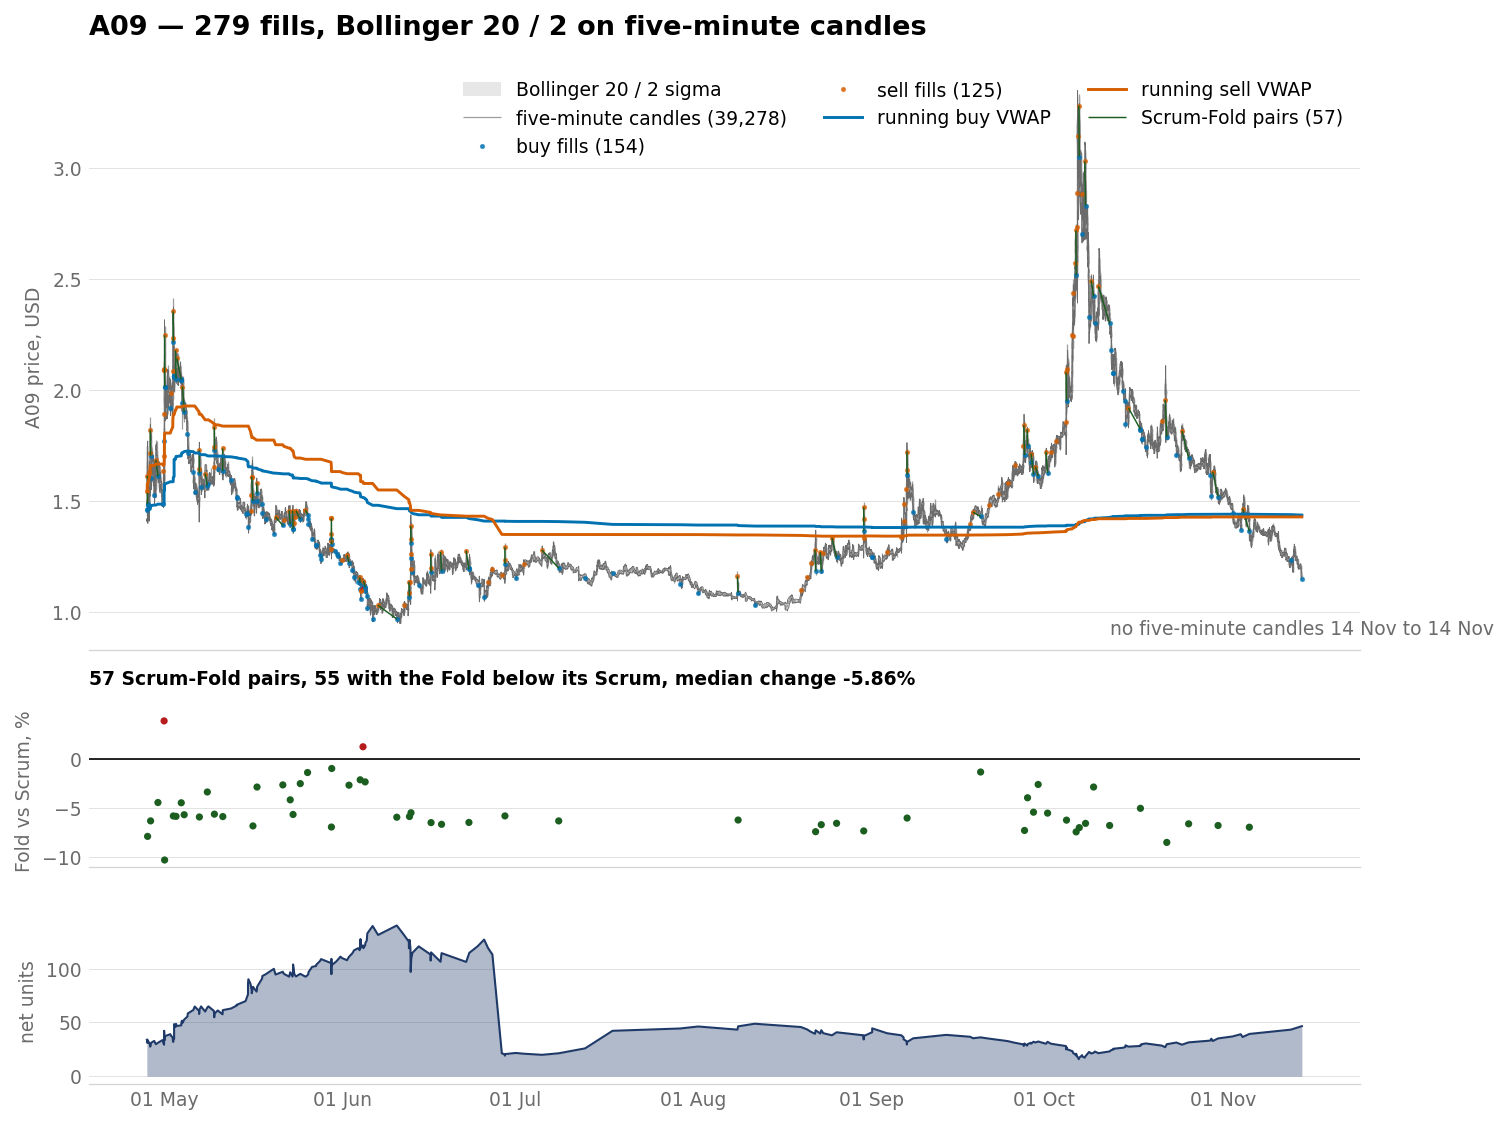 A09 — 279 fills, Bollinger 20 / 2 on five-minute candles
Bollinger 20 / 2 sigma
five-minute candles (39,278)
buy fills (154)
sell fills (125)
running buy VWAP
running sell VWAP
Scrum-Fold pairs (57)
A09 price, USD
3.0
2.5
2.0
1.5
1.0
no five-minute candles 14 Nov to 14 Nov
57 Scrum-Fold pairs, 55 with the Fold below its Scrum, median change -5.86%
Fold vs Scrum, %
0
−5
−10
net units
100
50
0
01 May
01 Jun
01 Jul
01 Aug
01 Sep
01 Oct
01 Nov